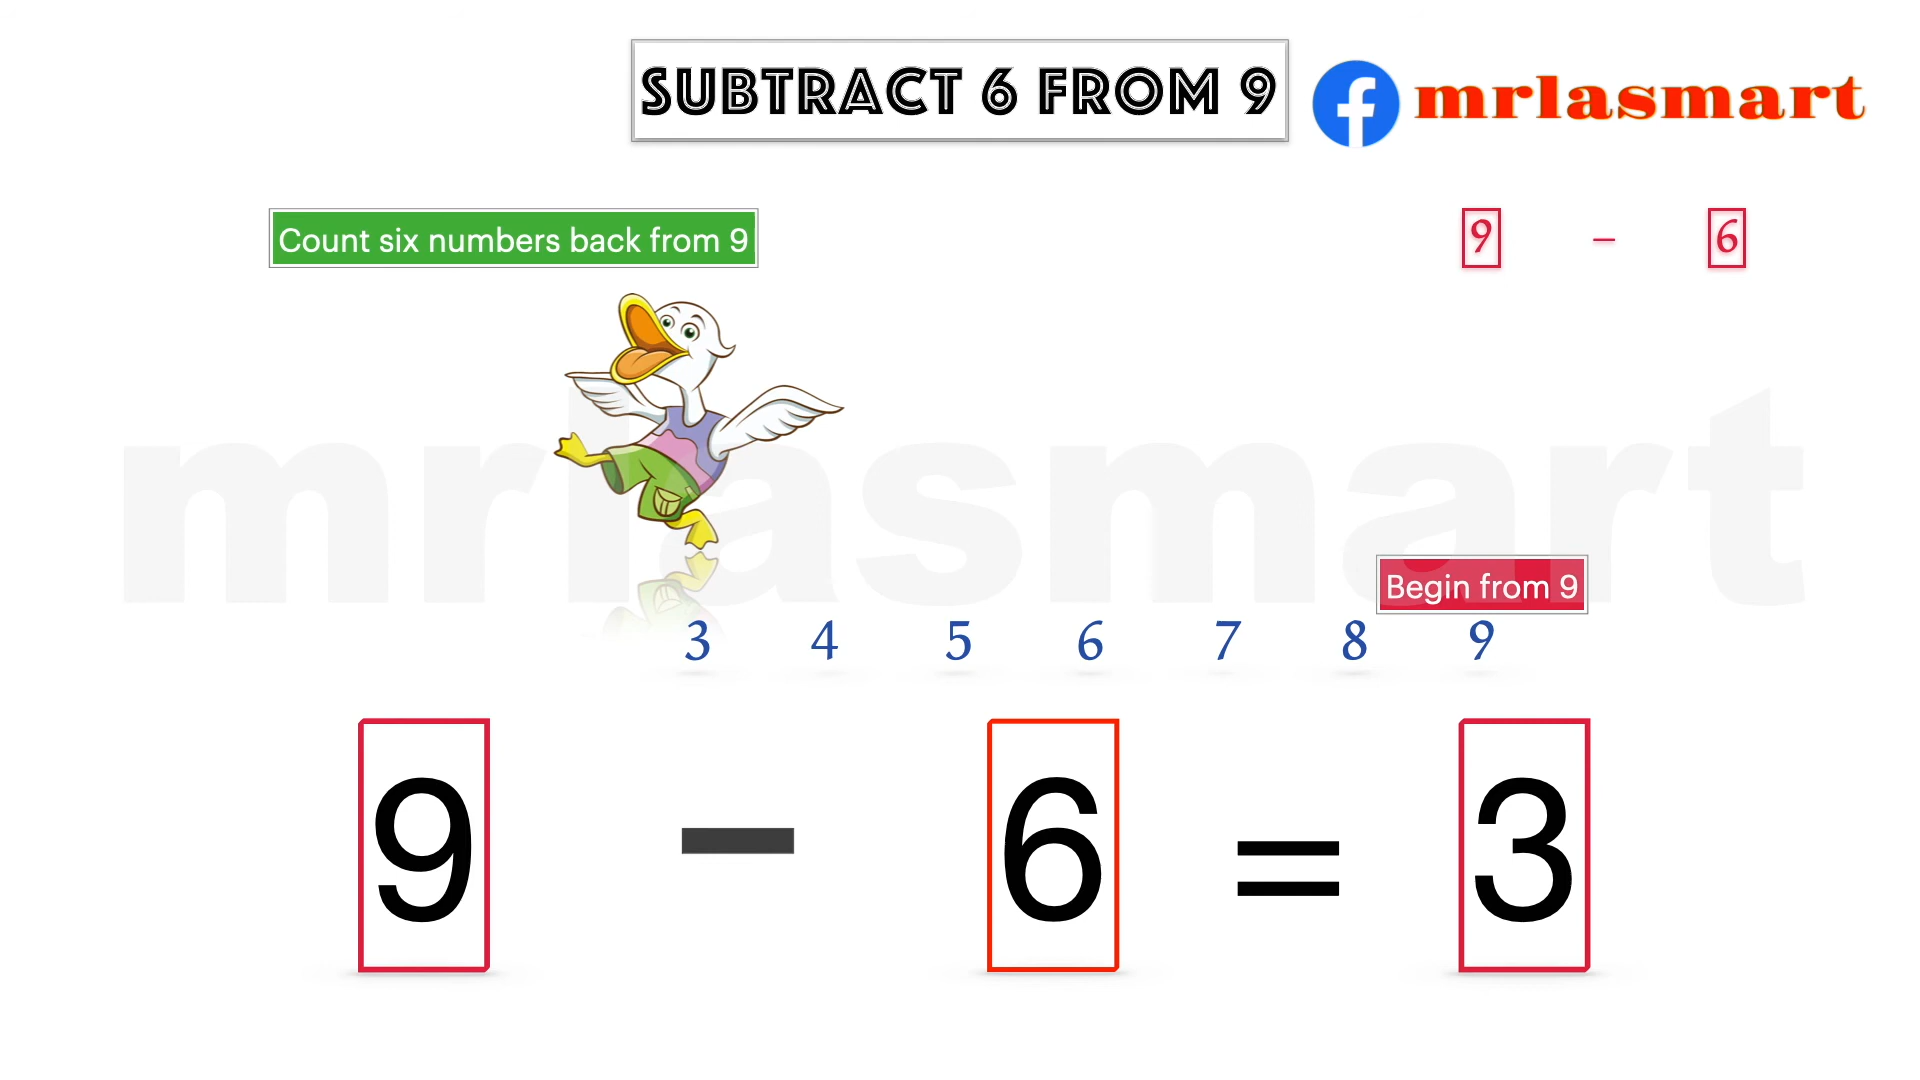 SUBTRACT 6 FROM 9
mrlasmart
Count six numbers back from 9
9 – 6
mrlasmart
Begin from 9
3 4 5 6 7 8 9
9 – 6 = 3